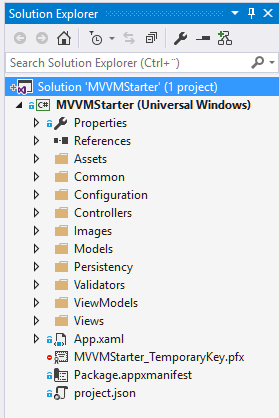 Solution Explorer
Search Solution Explorer (Ctrl+¨)
Solution 'MVVMStarter' (1 project)
C# MVVMStarter (Universal Windows)
Properties
References
Assets
Common
Configuration
Controllers
Images
Models
Persistency
Validators
ViewModels
Views
App.xaml
MVVMStarter_TemporaryKey.pfx
Package.appxmanifest
project.json